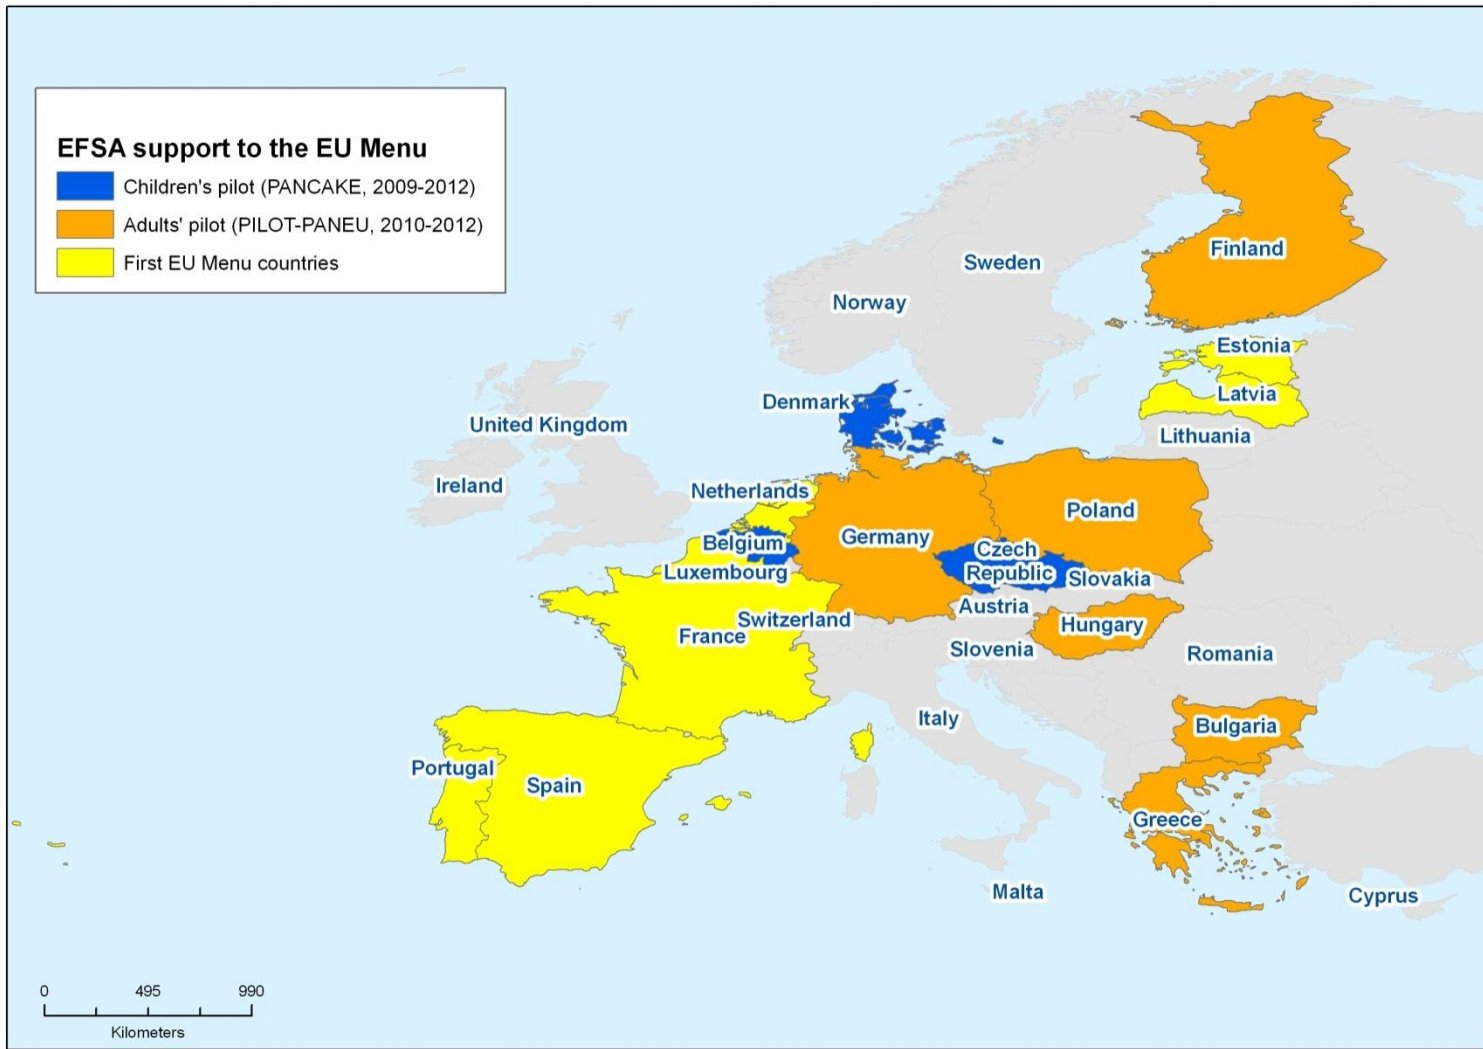 EFSA support to the EU Menu
Children's pilot (PANCAKE, 2009-2012)
Adults' pilot (PILOT-PANEU, 2010-2012)
First EU Menu countries
Finland
Sweden
Norway
Estonia
Latvia
Denmark
United Kingdom
Lithuania
Ireland
Netherlands
Poland
Germany
Belgium
Czech
Republic
Luxembourg
Slovakia
Austria
Switzerland
Hungary
France
Slovenia
Romania
Italy
Bulgaria
Portugal
Spain
Greece
Malta
Cyprus
0 495 990
Kilometers